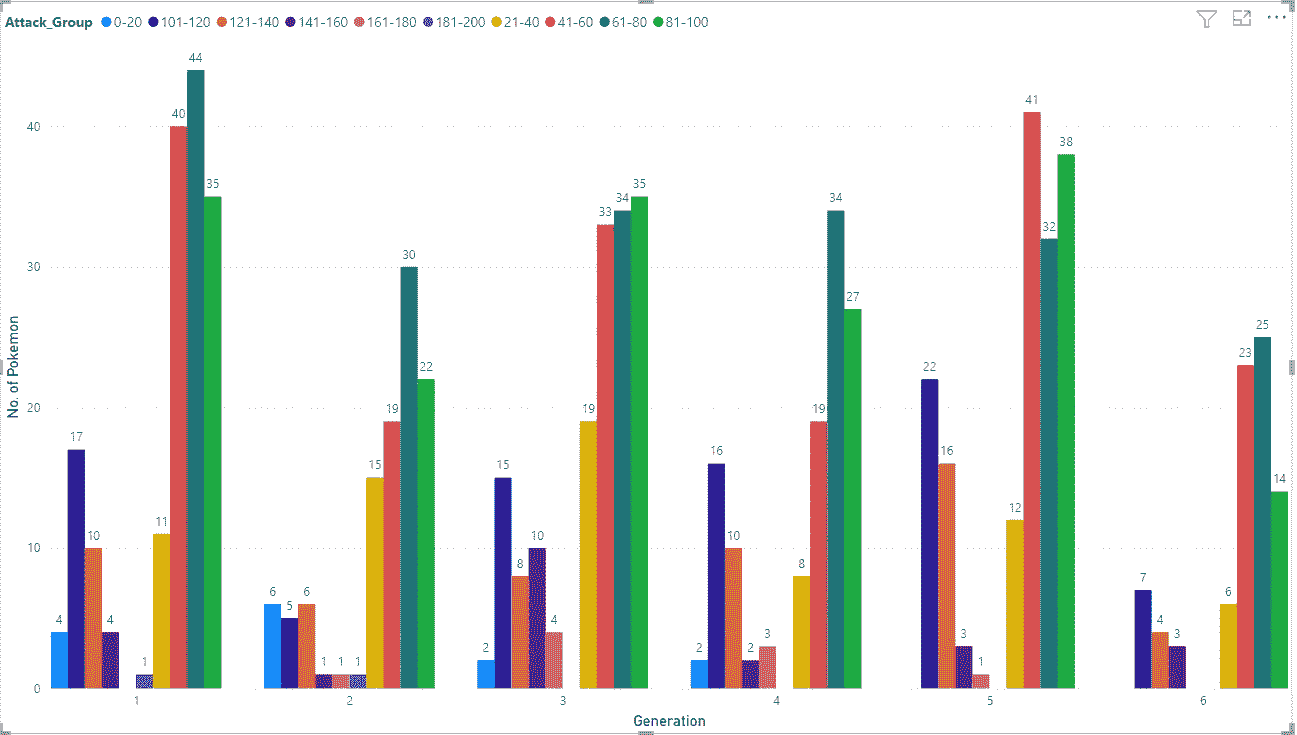 Attack_Group 0-20 101-120 121-140 141-160 161-180 181-200 21-40 41-60 61-80 81-100
No. of Pokemon
40
30
20
10
0
4 17 10 4 1 11 40 44 35
6 5 6 1 1 1 15 19 30 22
2 15 8 10 4 19 33 34 35
2 16 10 2 3 8 19 34 27
22 16 3 1 12 41 32 38
7 4 3 6 23 25 14
1 2 3 4 5 6
Generation